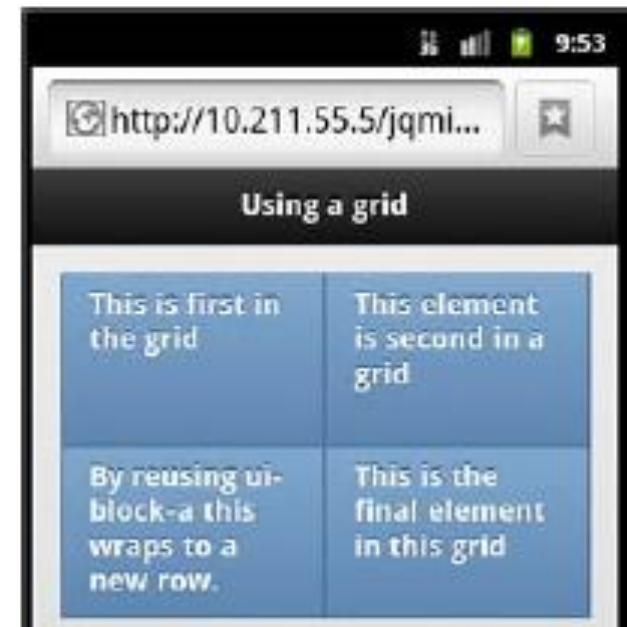 9:53
http://10.211.55.5/jqmi...
Using a grid
This is first in
the grid
This element
is second in a
grid
By reusing ui-
block-a this
wraps to a
new row.
This is the
final element
in this grid